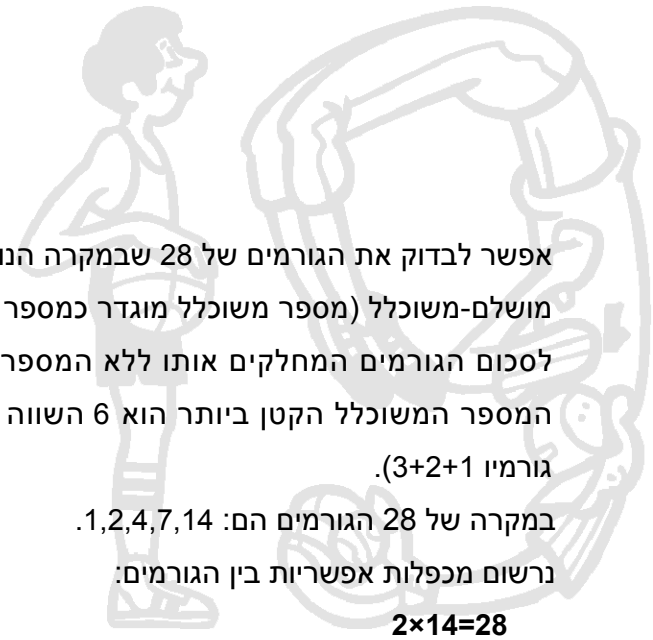 אפשר לבדוק את הגורמים של 28 שבמקרה
מושלם-משוכלל (מספר משוכלל מוגדר כמספר
לסכום הגורמים המחלקים אותו ללא המספר
המספר המשוכלל הקטן ביותר הוא 6 השווה
גורמיו 3+2+1).
במקרה של 28 הגורמים הם: 1,2,4,7,14.
נרשום מכפלות אפשריות בין הגורמים:
2×14=28